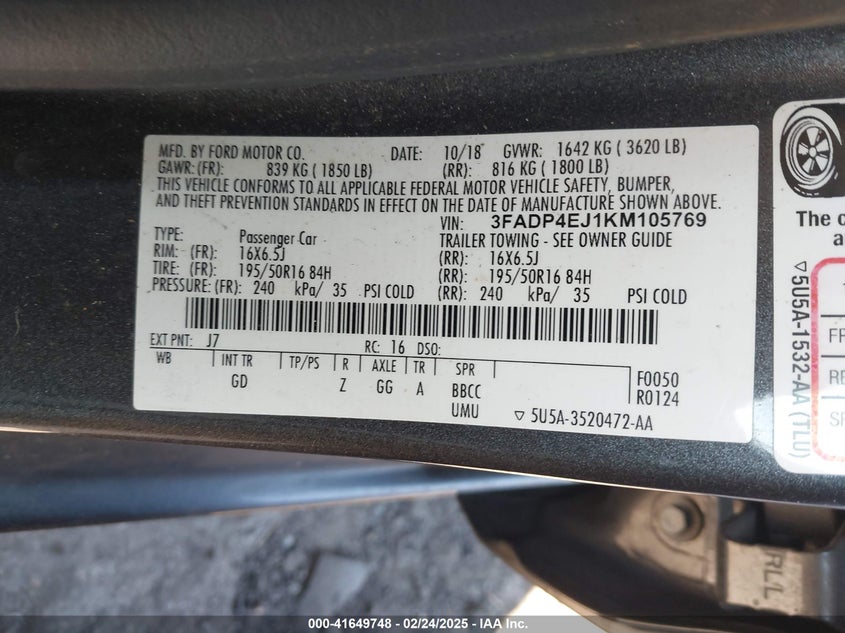 MFD. BY FORD MOTOR CO. DATE: 10/18 GVWR: 1642 KG ( 3620 LB)
GAWR: (FR): 839 KG ( 1850 LB) (RR): 816 KG ( 1800 LB)
THIS VEHICLE CONFORMS TO ALL APPLICABLE FEDERAL MOTOR VEHICLE SAFETY, BUMPER,
AND THEFT PREVENTION STANDARDS IN EFFECT ON THE DATE OF MANUFACTURE SHOWN ABOVE.
VIN: 3FADP4EJ1KM105769
TYPE: Passenger Car TRAILER TOWING - SEE OWNER GUIDE
RIM: (FR): 16X6.5J (RR): 16X6.5J
TIRE: (FR): 195/50R16 84H (RR): 195/50R16 84H
PRESSURE: (FR): 240 kPa/ 35 PSI COLD (RR): 240 kPa/ 35 PSI COLD
EXT PNT: J7 RC: 16 DSO:
WB INT TR TP/PS R AXLE TR SPR F0050
GD Z GG A BBCC R0124
UMU ▽ 5U5A-3520472-AA
The o
a
▽5U5A-1532-AA (TLU)
1
FR
RE
SP
RL/L
000-41649748 - 02/24/2025 - IAA Inc.